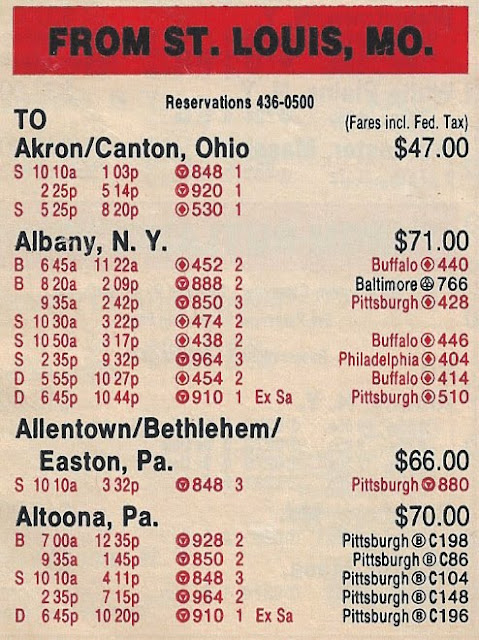 FROM ST. LOUIS, MO.
Reservations 436-0500
TO (Fares incl. Fed. Tax)
Akron/Canton, Ohio $47.00
S 10 10a 1 03p 848 1
2 25p 5 14p 920 1
S 5 25p 8 20p 530 1
Albany, N. Y. $71.00
B 6 45a 11 22a 452 2 Buffalo 440
B 8 20a 2 09p 888 2 Baltimore 766
9 35a 2 42p 850 3 Pittsburgh 428
S 10 30a 3 22p 474 2
S 10 50a 3 17p 438 2 Buffalo 446
S 2 35p 9 32p 964 Philadelphia 404
D 5 55p 10 27p 454 2 Buffalo 414
D 6 45p 10 44p 910 1 Ex Sa Pittsburgh 510
Allentown/Bethlehem/
Easton, Pa. $66.00
S 10 10a 3 32p 848 3 Pittsburgh 880
Altoona, Pa. $70.00
B 7 00a 12 35p 928 2 Pittsburgh Ⓑ C198
9 35a 1 45p 850 2 Pittsburgh Ⓑ C86
S 10 10a 4 11p 848 3 Pittsburgh Ⓑ C104
2 35p 7 15p 964 2 Pittsburgh Ⓑ C148
D 6 45p 10 20p 910 1 Ex Sa Pittsburgh Ⓑ C196